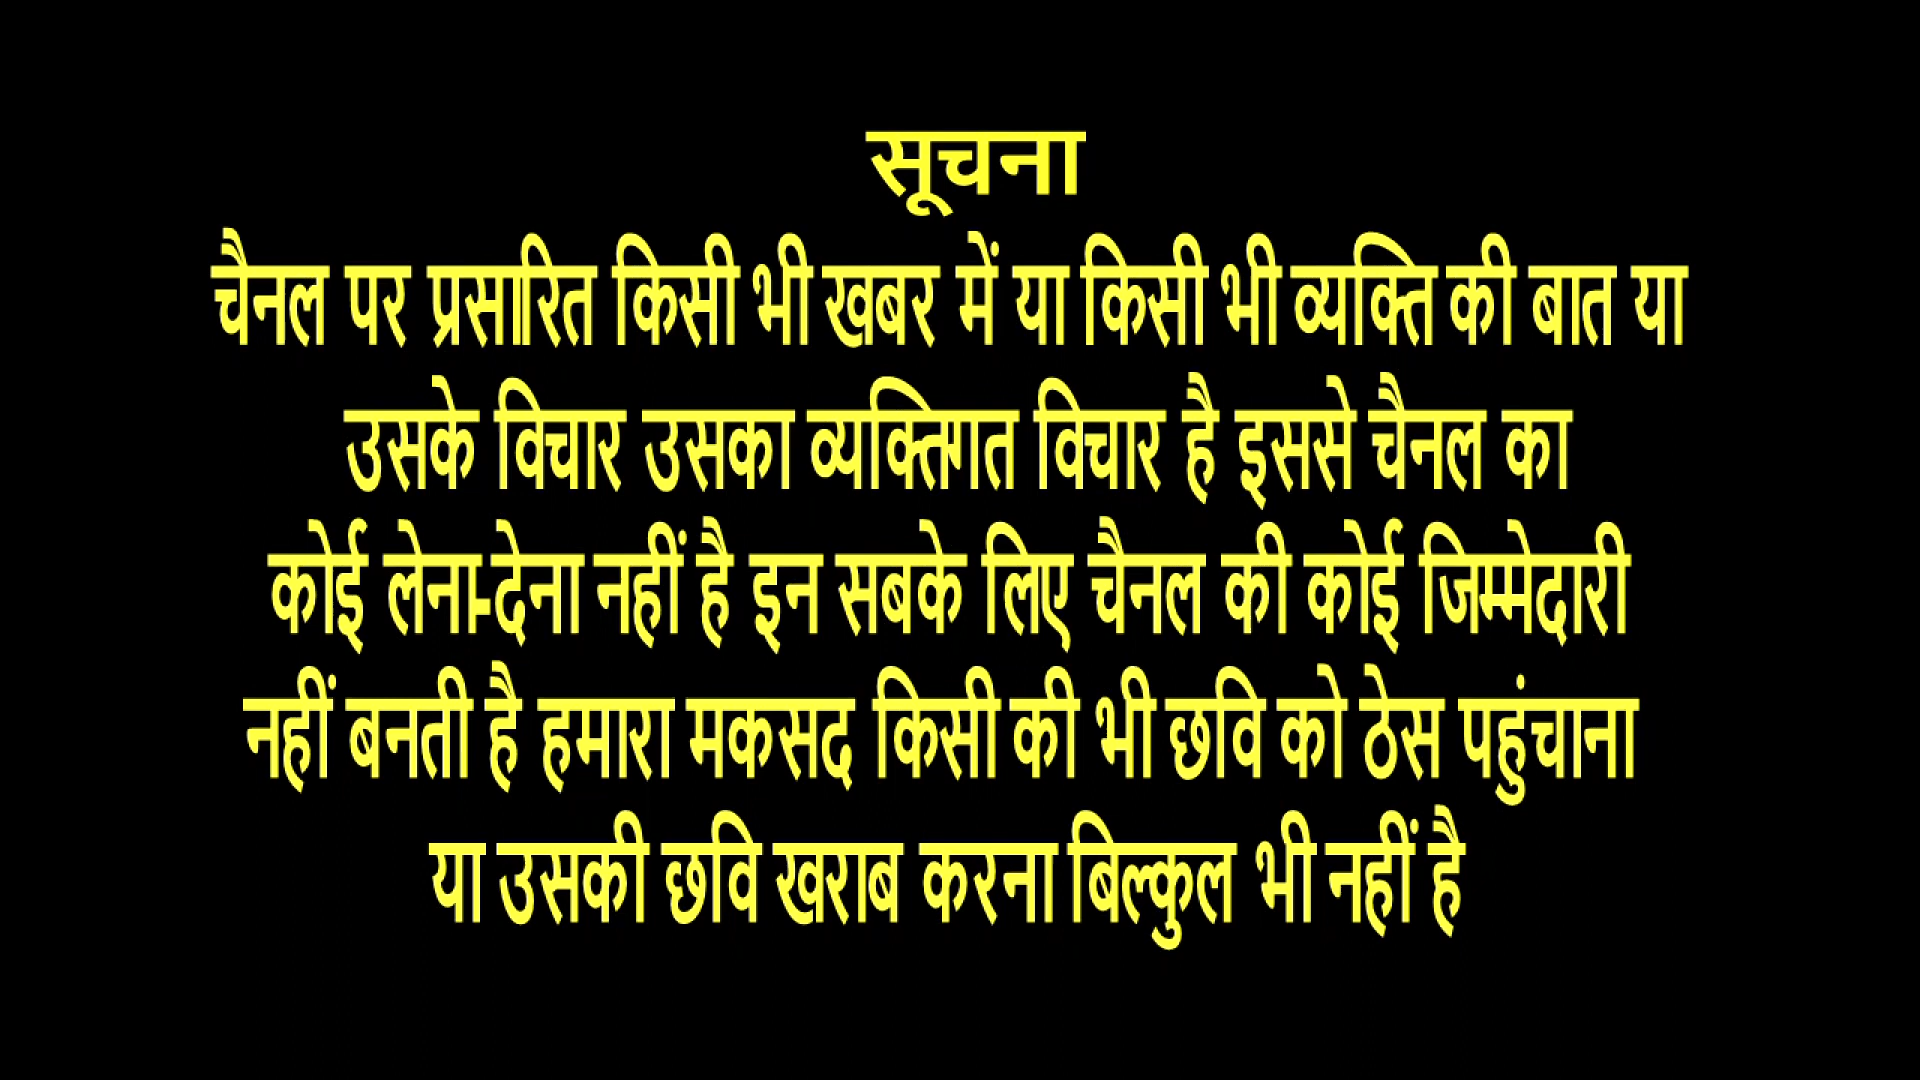 सूचना
चैनल पर प्रसारित किसी भी खबर में या किसी भी व्यक्ति की बात या
उसके विचार उसका व्यक्तिगत विचार है इससे चैनल का
कोई लेना-देना नहीं है इन सबके लिए चैनल की कोई जिम्मेदारी
नहीं बनती है हमारा मकसद किसी की भी छवि को ठेस पहुंचाना
या उसकी छवि खराब करना बिल्कुल भी नहीं है